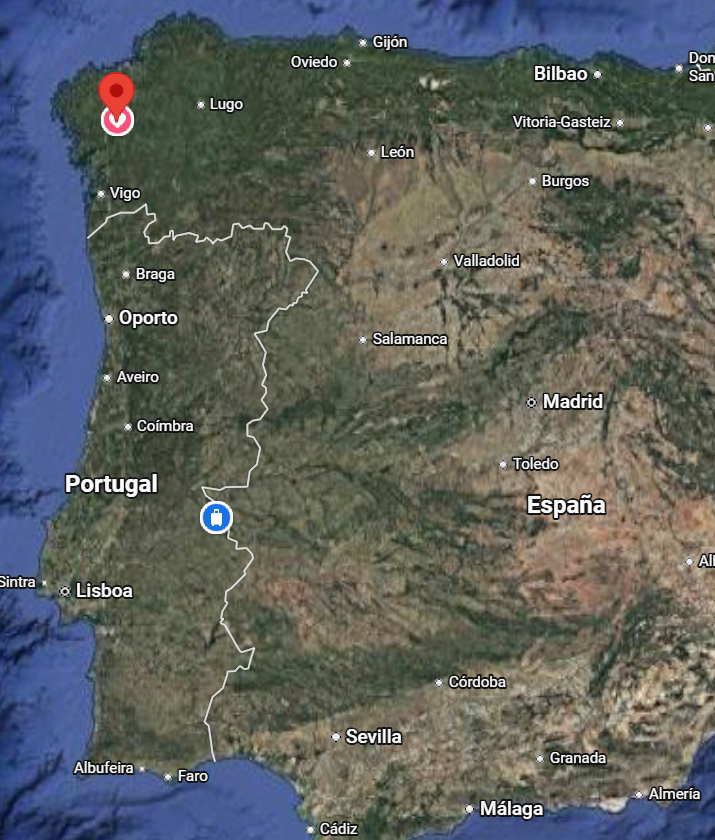 Gijón
Oviedo
Bilbao
Don
San
Lugo
Vitoria-Gasteiz
León
Burgos
Vigo
Valladolid
Braga
Oporto
Salamanca
Aveiro
Madrid
Coímbra
Toledo
Portugal
España
Al
Sintra
Lisboa
Córdoba
Sevilla
Granada
Albufeira
Faro
Almería
Málaga
Cádiz